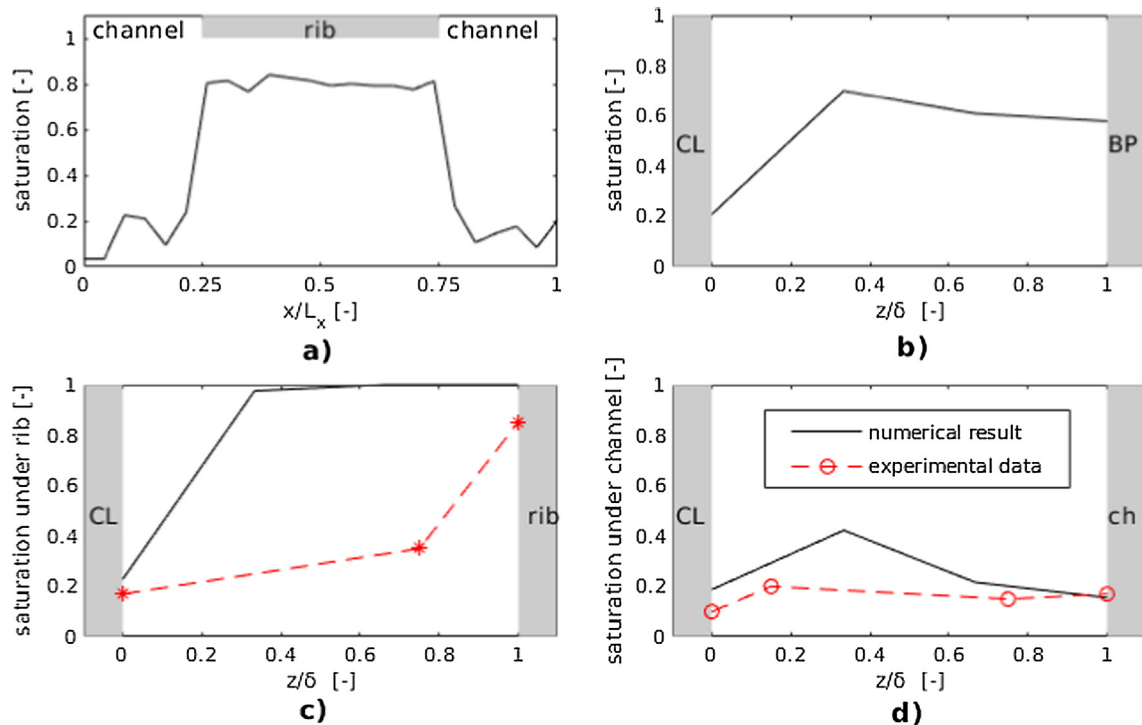 channel rib channel
saturation [-]
1
0.8
0.6
0.4
0.2
0
0 0.25 0.5 0.75 1
x/Lx [-]
a)
saturation [-]
1
0.8
0.6
0.4
0.2
0
CL
BP
0 0.2 0.4 0.6 0.8 1
z/δ [-]
b)
saturation under rib [-]
1
0.8
0.6
0.4
0.2
0
CL
rib
0 0.2 0.4 0.6 0.8 1
z/δ [-]
c)
saturation under channel [-]
1
0.8
0.6
0.4
0.2
0
numerical result
experimental data
CL
ch
0 0.2 0.4 0.6 0.8 1
z/δ [-]
d)